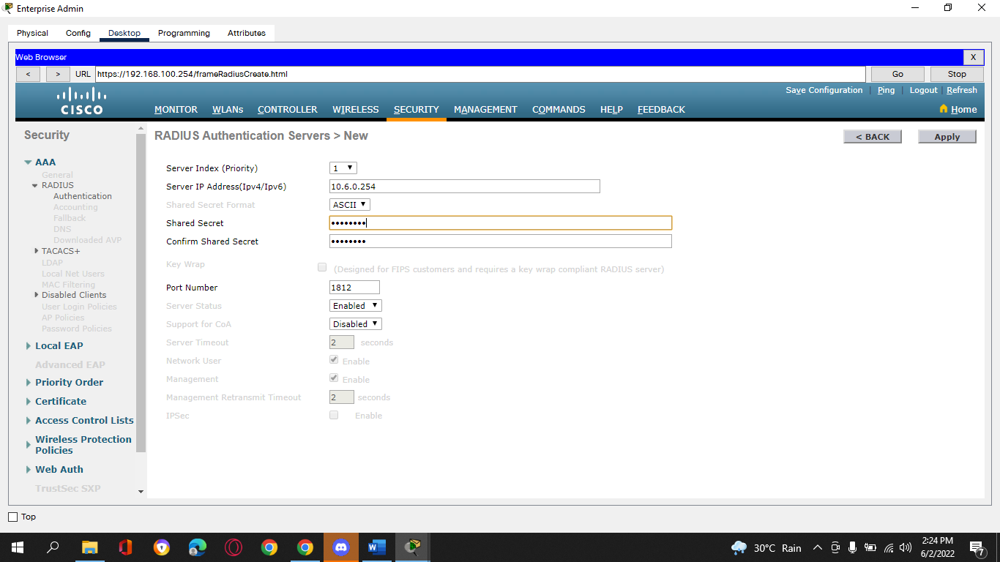 Enterprise Admin
Physical Config Desktop Programming Attributes
Web Browser X
< > URL https://192.168.100.254/frameRadiusCreate.html Go Stop
Save Configuration | Ping | Logout | Refresh
CISCO MONITOR WLANs CONTROLLER WIRELESS SECURITY MANAGEMENT COMMANDS HELP FEEDBACK Home
Security
AAA
General
RADIUS
Authentication
Accounting
Fallback
DNS
Downloaded AVP
TACACS+
LDAP
Local Net Users
MAC Filtering
Disabled Clients
User Login Policies
AP Policies
Password Policies
Local EAP
Advanced EAP
Priority Order
Certificate
Access Control Lists
Wireless Protection
Policies
Web Auth
TrustSec SXP
RADIUS Authentication Servers > New < BACK Apply
Server Index (Priority) 1
Server IP Address(Ipv4/Ipv6) 10.6.0.254
Shared Secret Format ASCII
Shared Secret ••••••••
Confirm Shared Secret ••••••••
Key Wrap (Designed for FIPS customers and requires a key wrap compliant RADIUS server)
Port Number 1812
Server Status Enabled
Support for CoA Disabled
Server Timeout 2 seconds
Network User Enable
Management Enable
Management Retransmit Timeout 2 seconds
IPSec Enable
Top
30°C Rain
2:24 PM
6/2/2022
7